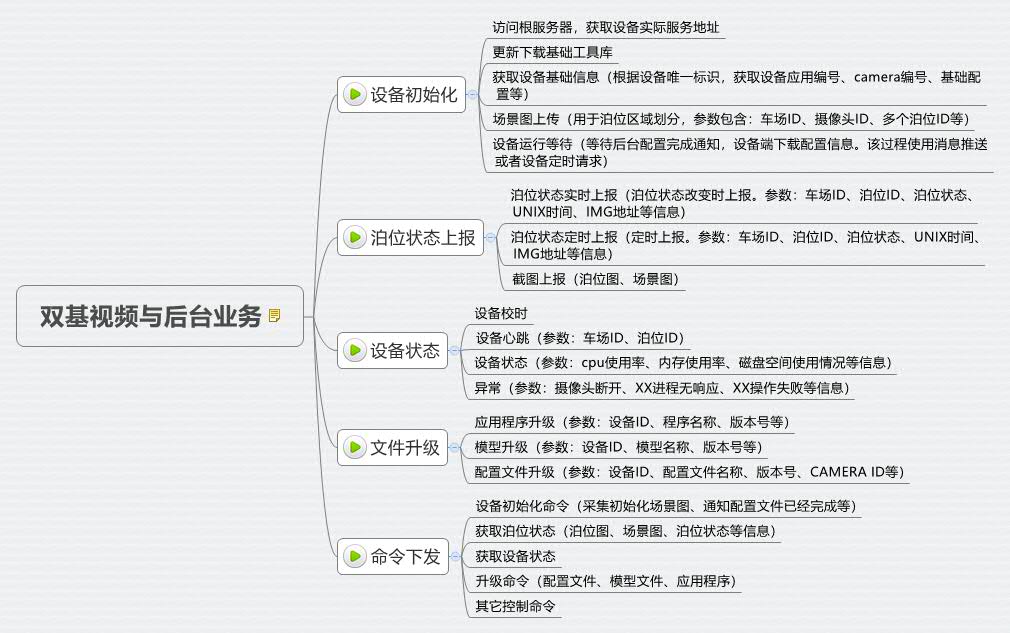 双基视频与后台业务
设备初始化
访问根服务器，获取设备实际服务地址
更新下载基础工具库
获取设备基础信息（根据设备唯一标识，获取设备应用编号、camera编号、基础配
置等）
场景图上传（用于泊位区域划分，参数包含：车场ID、摄像头ID、多个泊位ID等）
设备运行等待（等待后台配置完成通知，设备端下载配置信息。该过程使用消息推送
或者设备定时请求）
泊位状态上报
泊位状态实时上报（泊位状态改变时上报。参数：车场ID、泊位ID、泊位状态、
UNIX时间、IMG地址等信息）
泊位状态定时上报（定时上报。参数：车场ID、泊位ID、泊位状态、UNIX时间、
IMG地址等信息）
截图上报（泊位图、场景图）
设备状态
设备校时
设备心跳（参数：车场ID、泊位ID）
设备状态（参数：cpu使用率、内存使用率、磁盘空间使用情况等信息）
异常（参数：摄像头断开、XX进程无响应、XX操作失败等信息）
文件升级
应用程序升级（参数：设备ID、程序名称、版本号等）
模型升级（参数：设备ID、模型名称、版本号等）
配置文件升级（参数：设备ID、配置文件名称、版本号、CAMERA ID等）
命令下发
设备初始化命令（采集初始化场景图、通知配置文件已经完成等）
获取泊位状态（泊位图、场景图、泊位状态等信息）
获取设备状态
升级命令（配置文件、模型文件、应用程序）
其它控制命令